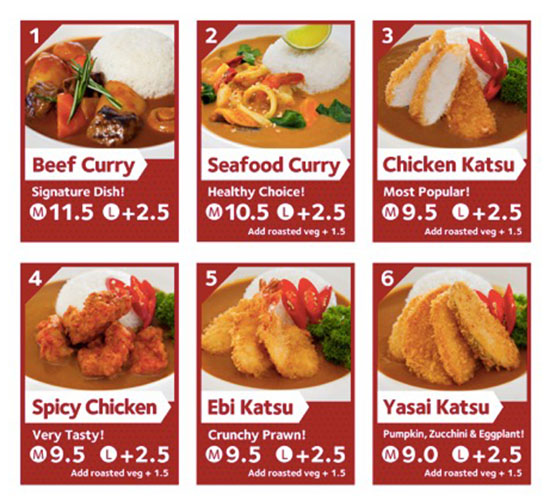 1
Beef Curry
Signature Dish!
M 11.5 L +2.5
2
Seafood Curry
Healthy Choice!
M 10.5 L +2.5
Add roasted veg + 1.5
3
Chicken Katsu
Most Popular!
M 9.5 L +2.5
Add roasted veg + 1.5
4
Spicy Chicken
Very Tasty!
M 9.5 L +2.5
Add roasted veg + 1.5
5
Ebi Katsu
Crunchy Prawn!
M 9.5 L +2.5
Add roasted veg + 1.5
6
Yasai Katsu
Pumpkin, Zucchini & Eggplant!
M 9.0 L +2.5
Add roasted veg + 1.5